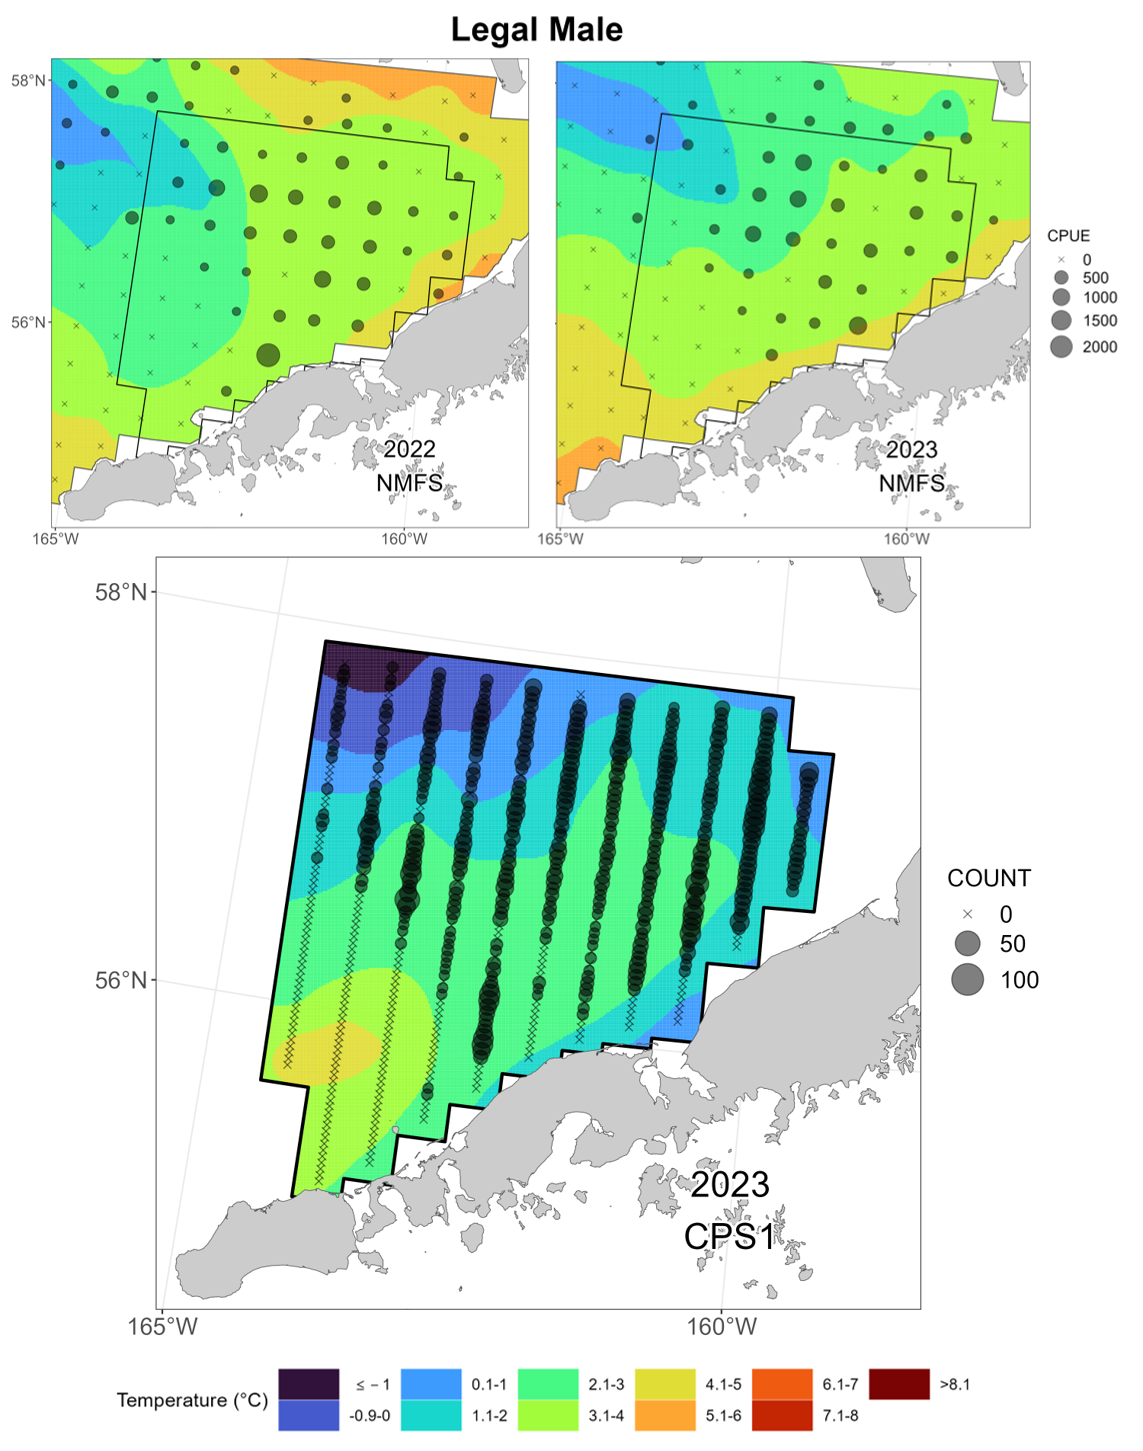 Legal Male
58°N
56°N
165°W
160°W
2022
NMFS
165°W
160°W
2023
NMFS
CPUE
0
500
1000
1500
2000
58°N
56°N
165°W
160°W
2023
CPS1
COUNT
0
50
100
Temperature (°C)
≤ − 1
0.1-1
2.1-3
4.1-5
6.1-7
>8.1
-0.9-0
1.1-2
3.1-4
5.1-6
7.1-8